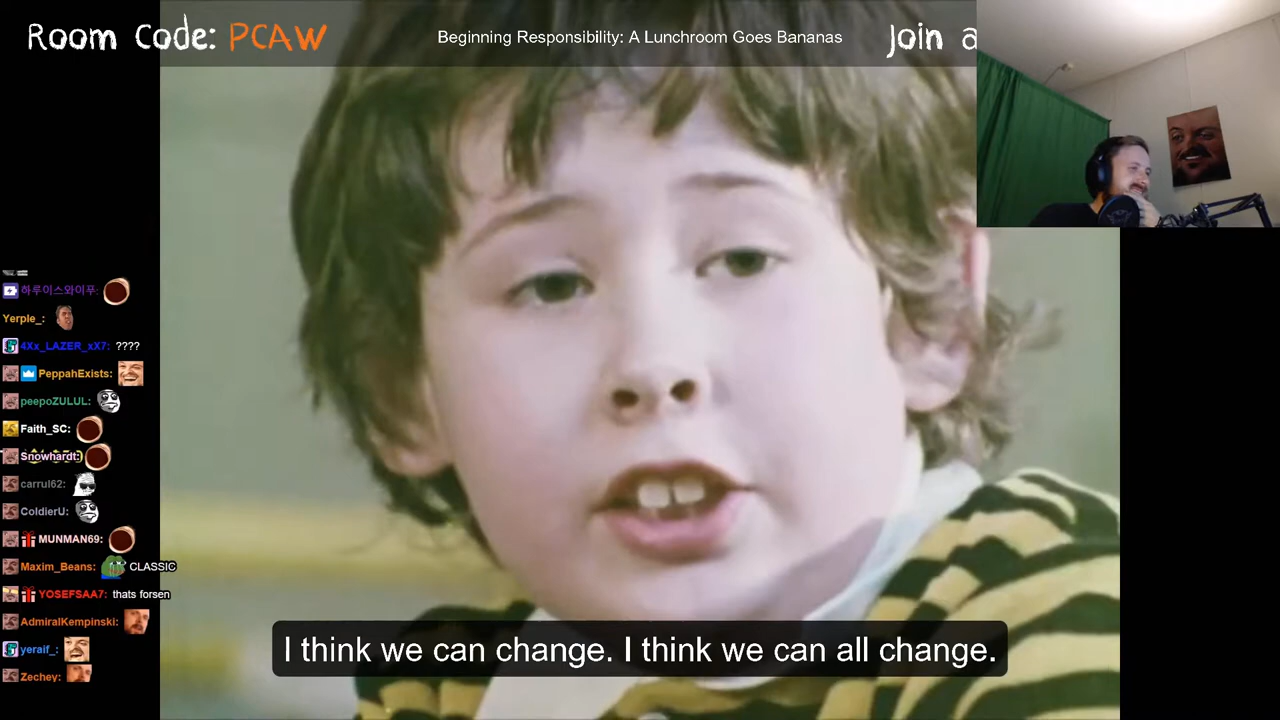 Room Code: PCAW
Beginning Responsibility: A Lunchroom Goes Bananas
Join a
하루이스와이푸:
Yerple_:
4Xx_LAZER_xX7: ????
PeppahExists:
peepoZULUL:
Faith_SC:
Snowhardt:
carrul62:
ColdierU:
MUNMAN69:
Maxim_Beans: CLASSIC
YOSEFSAA7: thats forsen
AdmiralKempinski:
yeraif_:
Zechey:
I think we can change. I think we can all change.